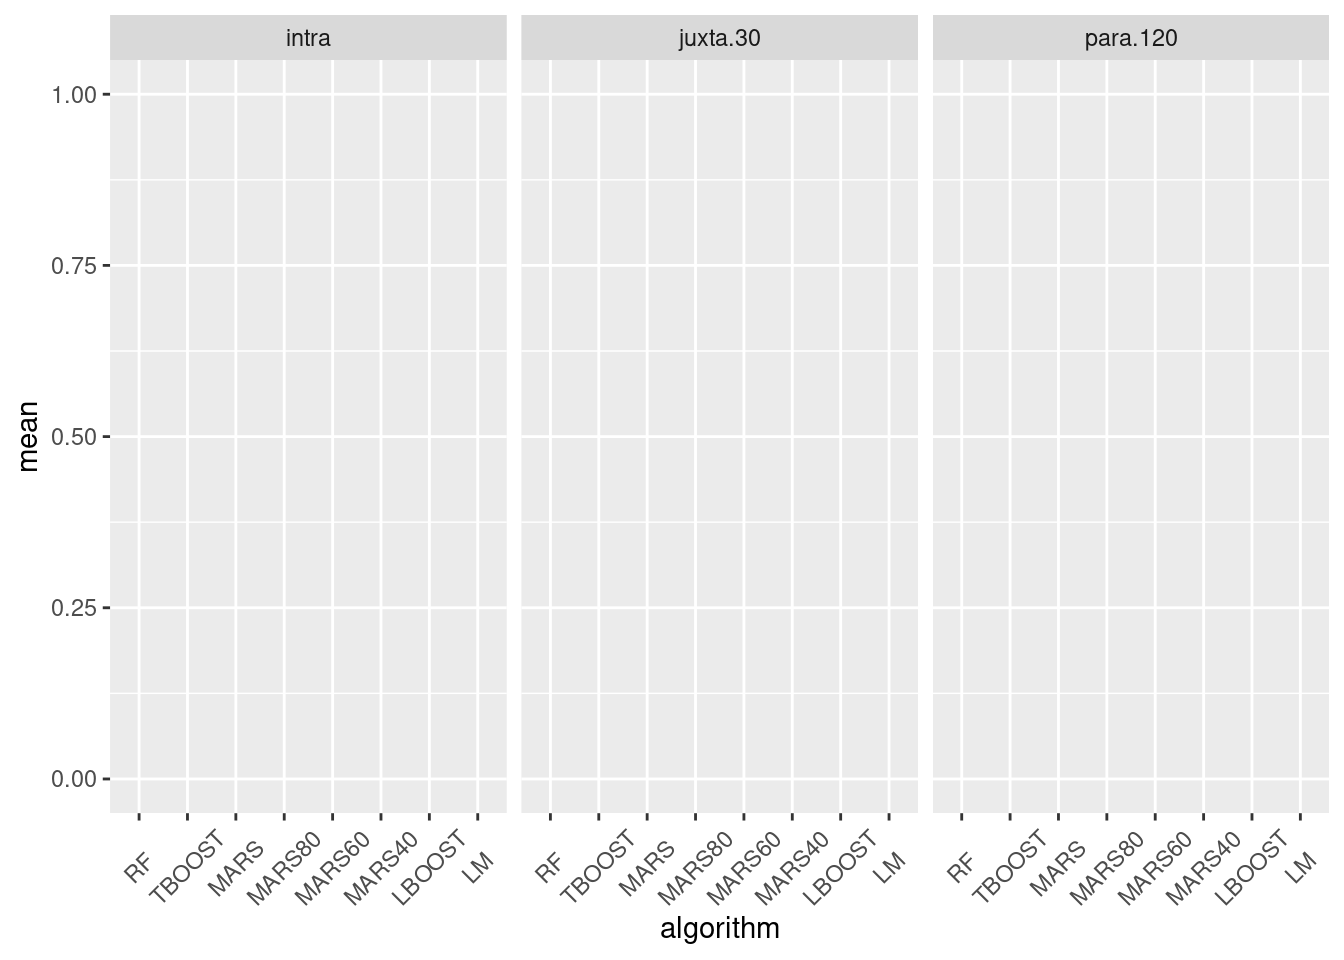 intra juxta.30 para.120
1.00
0.75
0.50
0.25
0.00
mean
RF TBOOST MARS MARS80 MARS60 MARS40 LBOOST LM RF TBOOST MARS MARS80 MARS60 MARS40 LBOOST LM RF TBOOST MARS MARS80 MARS60 MARS40 LBOOST LM
algorithm